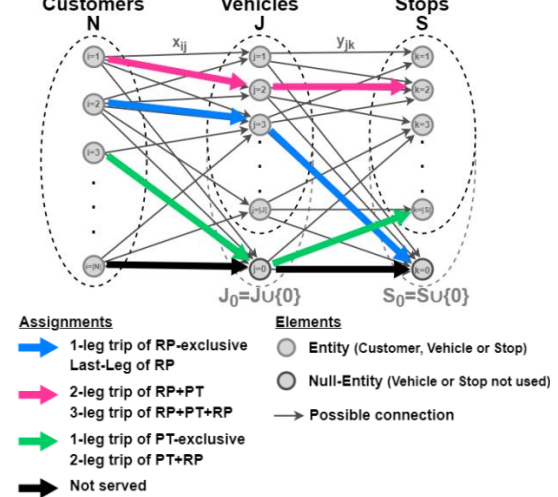 Customers Vehicles Stops
N J S
xij yjk
i=1 j=1 k=1
i=2 j=2 k=2
i=3 j=3 k=3
j=|J| k=|S|
i=|N| j=0 k=0
J0=J∪{0} S0=S∪{0}
Assignments Elements
1-leg trip of RP-exclusive
Last-Leg of RP
Entity (Customer, Vehicle or Stop)
2-leg trip of RP+PT
3-leg trip of RP+PT+RP
Null-Entity (Vehicle or Stop not used)
1-leg trip of PT-exclusive
2-leg trip of PT+RP
Possible connection
Not served